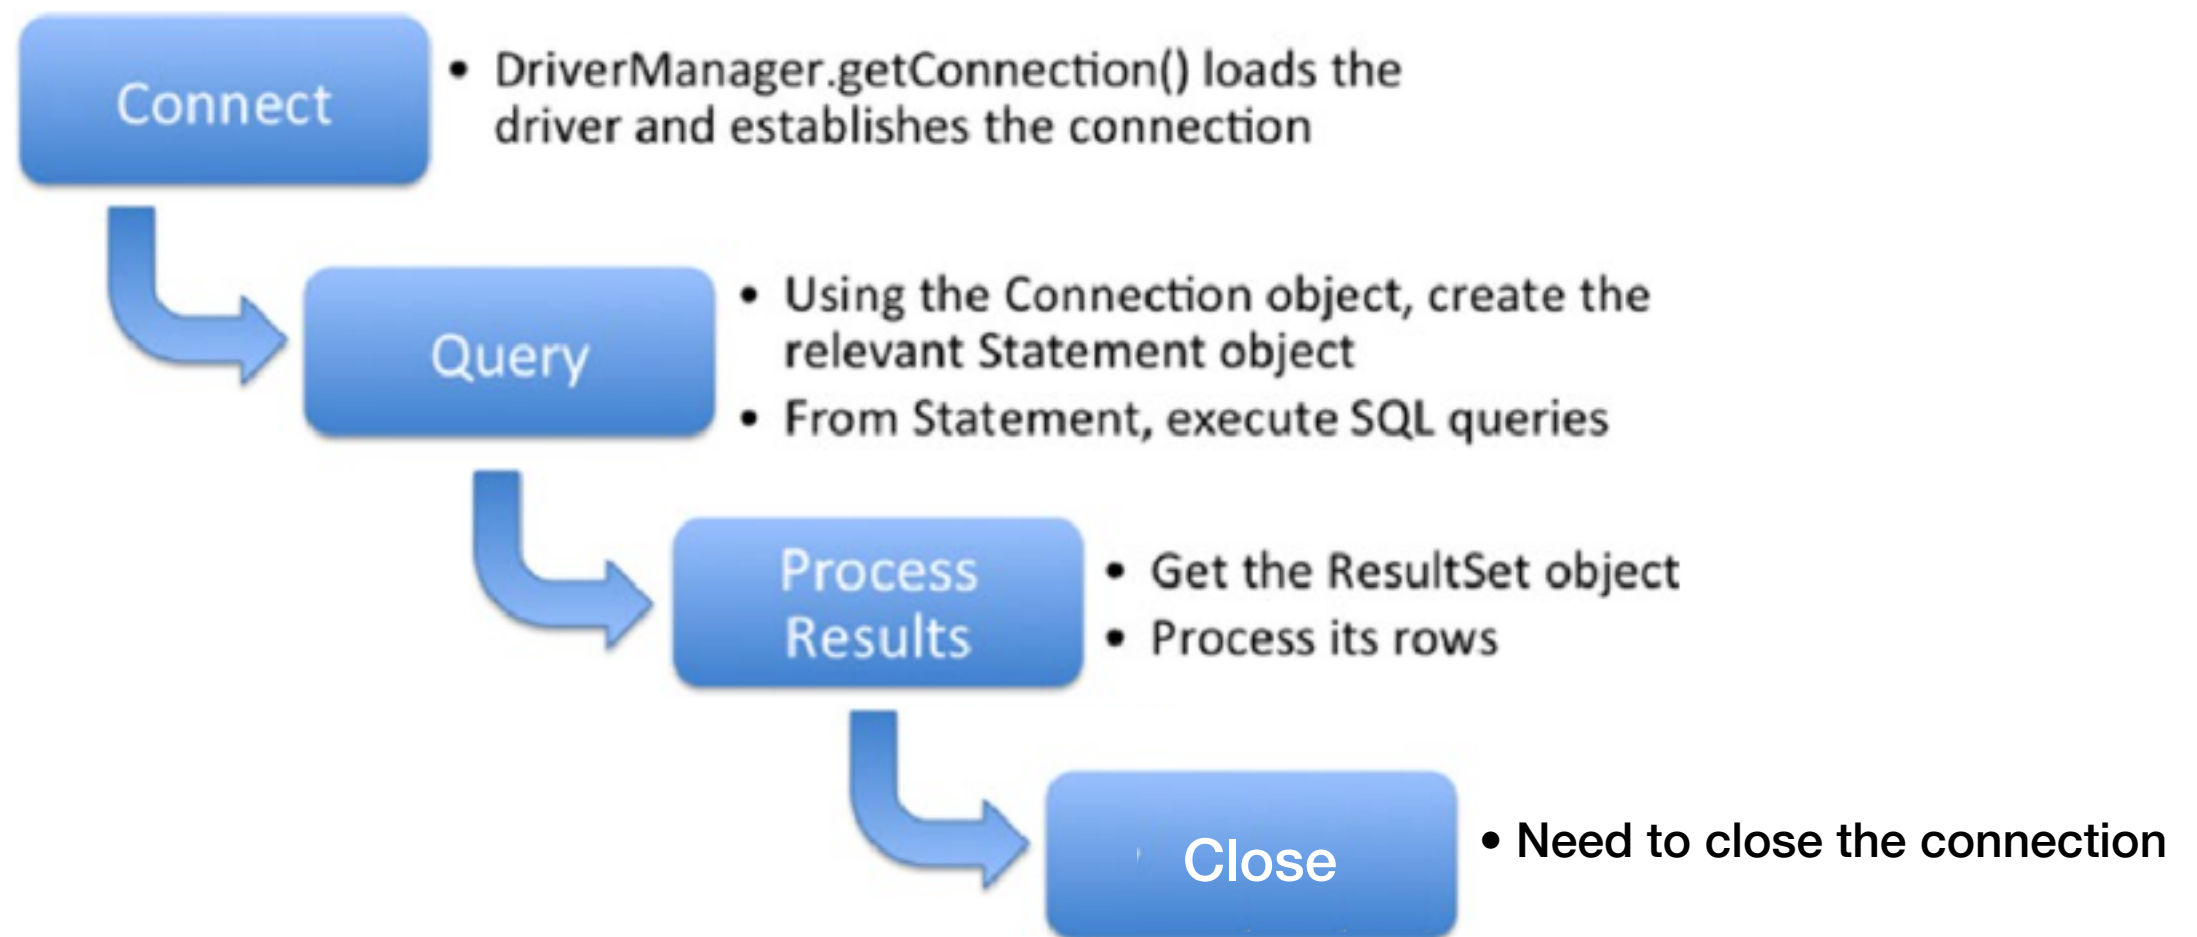 Connect
• DriverManager.getConnection() loads the
driver and establishes the connection
Query
• Using the Connection object, create the
relevant Statement object
• From Statement, execute SQL queries
Process
Results
• Get the ResultSet object
• Process its rows
Close
• Need to close the connection